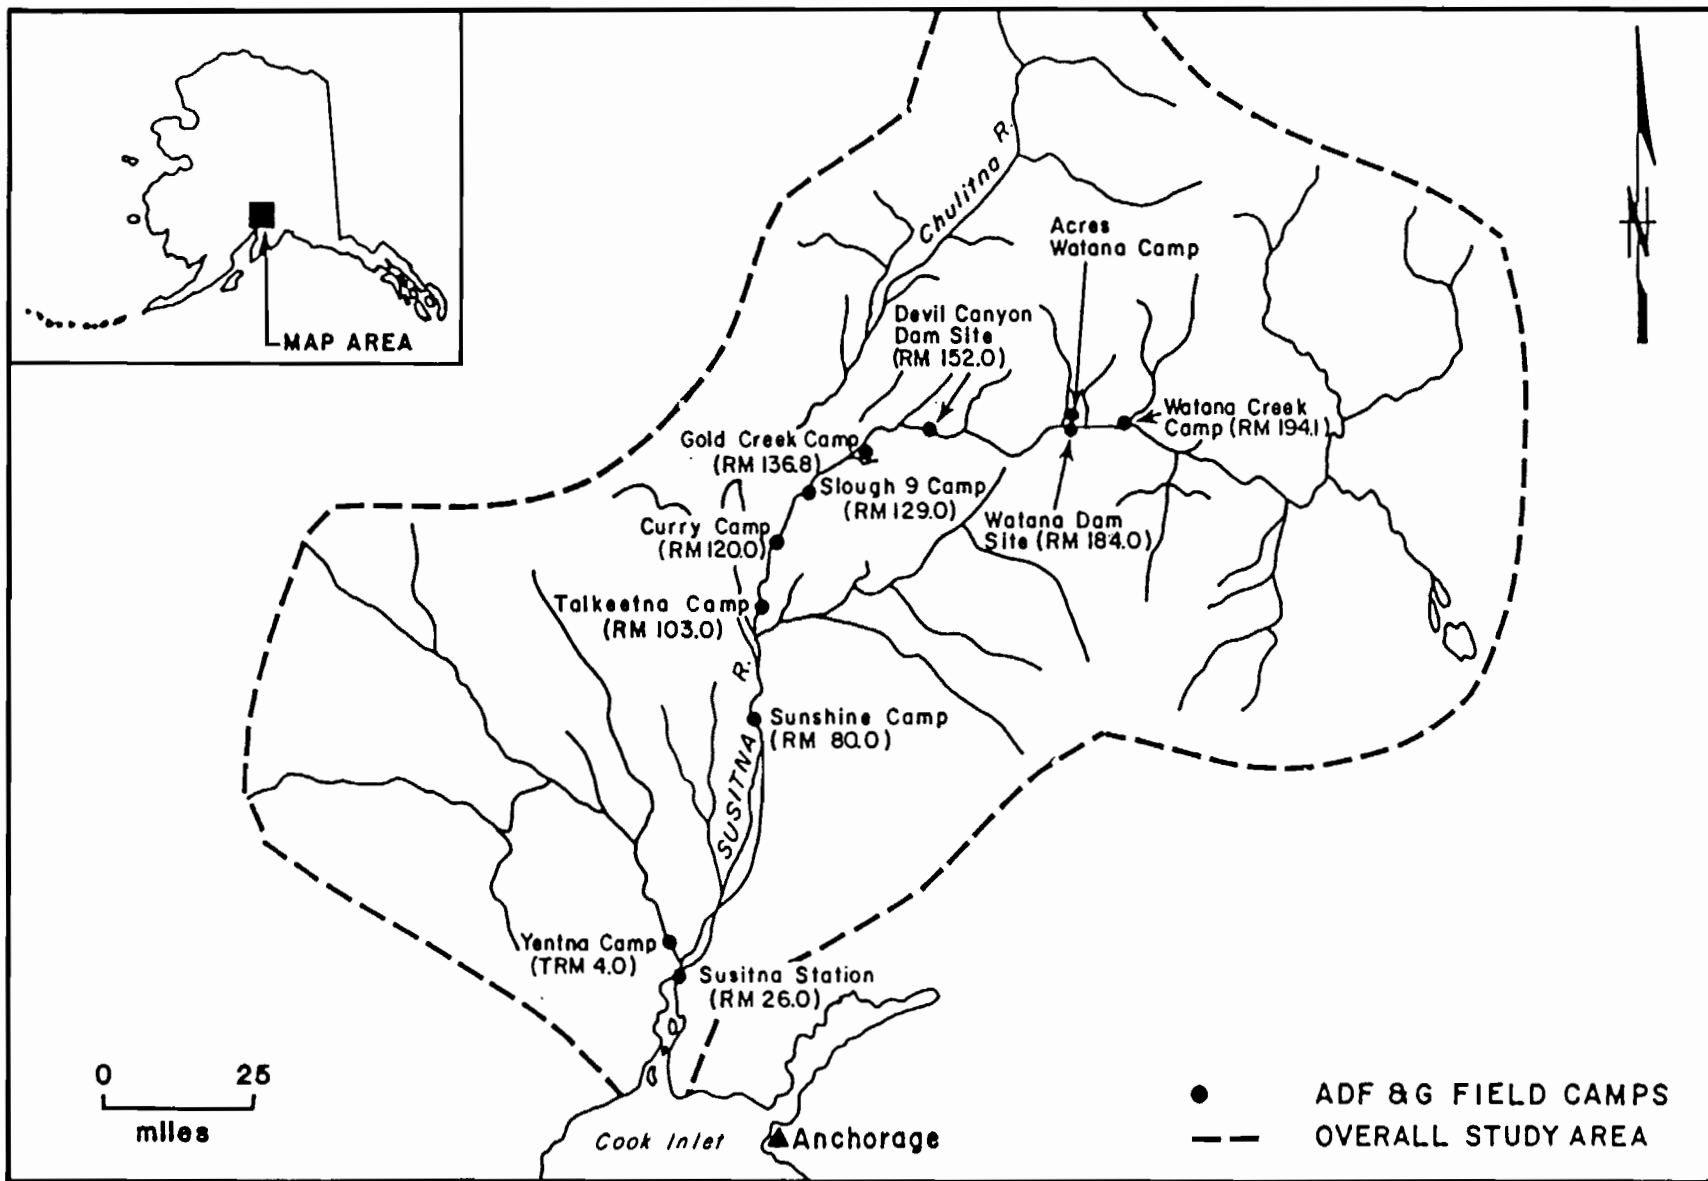 MAP AREA
Chulitna R.
Acres
Watana Camp
Devil Canyon
Dam Site
(RM 152.0)
Watana Creek
Camp (RM 194.1)
Gold Creek Camp
(RM 136.8)
Slough 9 Camp
(RM 129.0)
Watana Dam
Site (RM 184.0)
Curry Camp
(RM 120.0)
Talkeetna Camp
(RM 103.0)
SUSITNA R.
Sunshine Camp
(RM 80.0)
Yentna Camp
(TRM 4.0)
Susitna Station
(RM 26.0)
0 25
miles
Cook Inlet
Anchorage
ADF & G FIELD CAMPS
OVERALL STUDY AREA